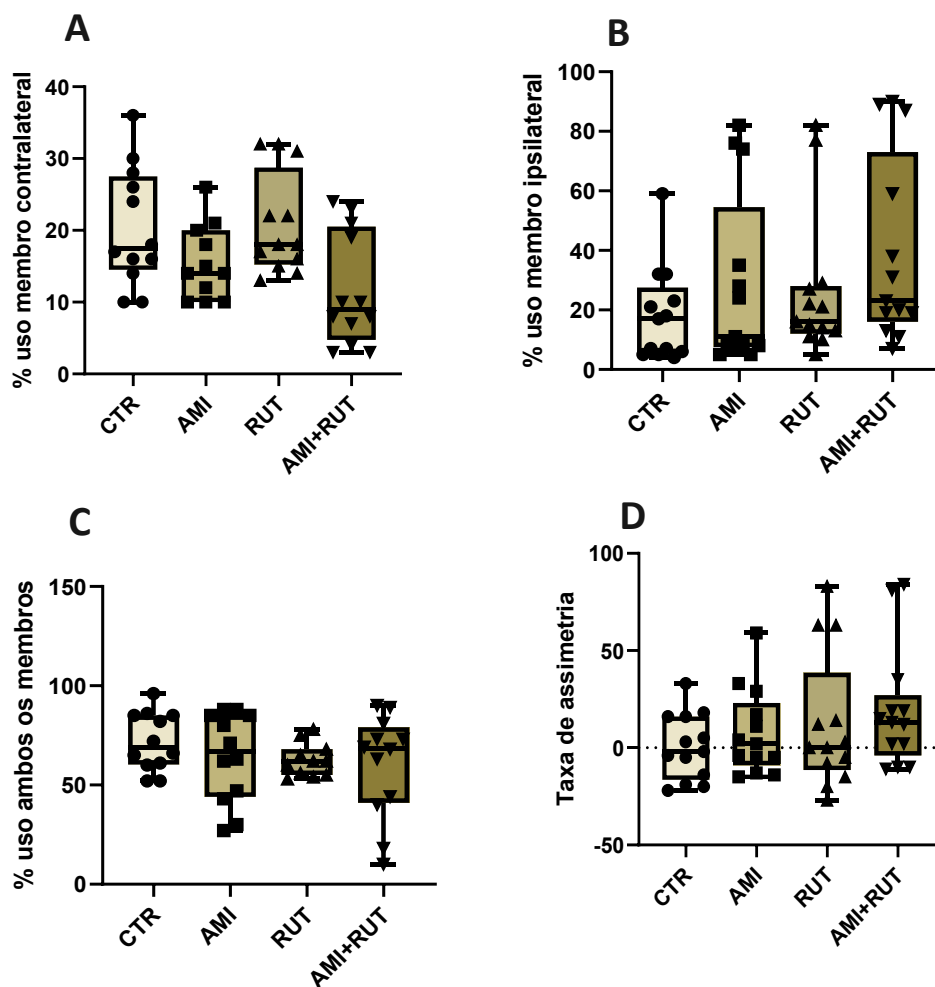 A
% uso membro contralateral
40
30
20
10
0
CTR
AMI
RUT
AMI+RUT
B
% uso membro ipsilateral
100
80
60
40
20
0
CTR
AMI
RUT
AMI+RUT
C
% uso ambos os membros
150
100
50
0
CTR
AMI
RUT
AMI+RUT
D
Taxa de assimetria
100
50
0
-50
CTR
AMI
RUT
AMI+RUT